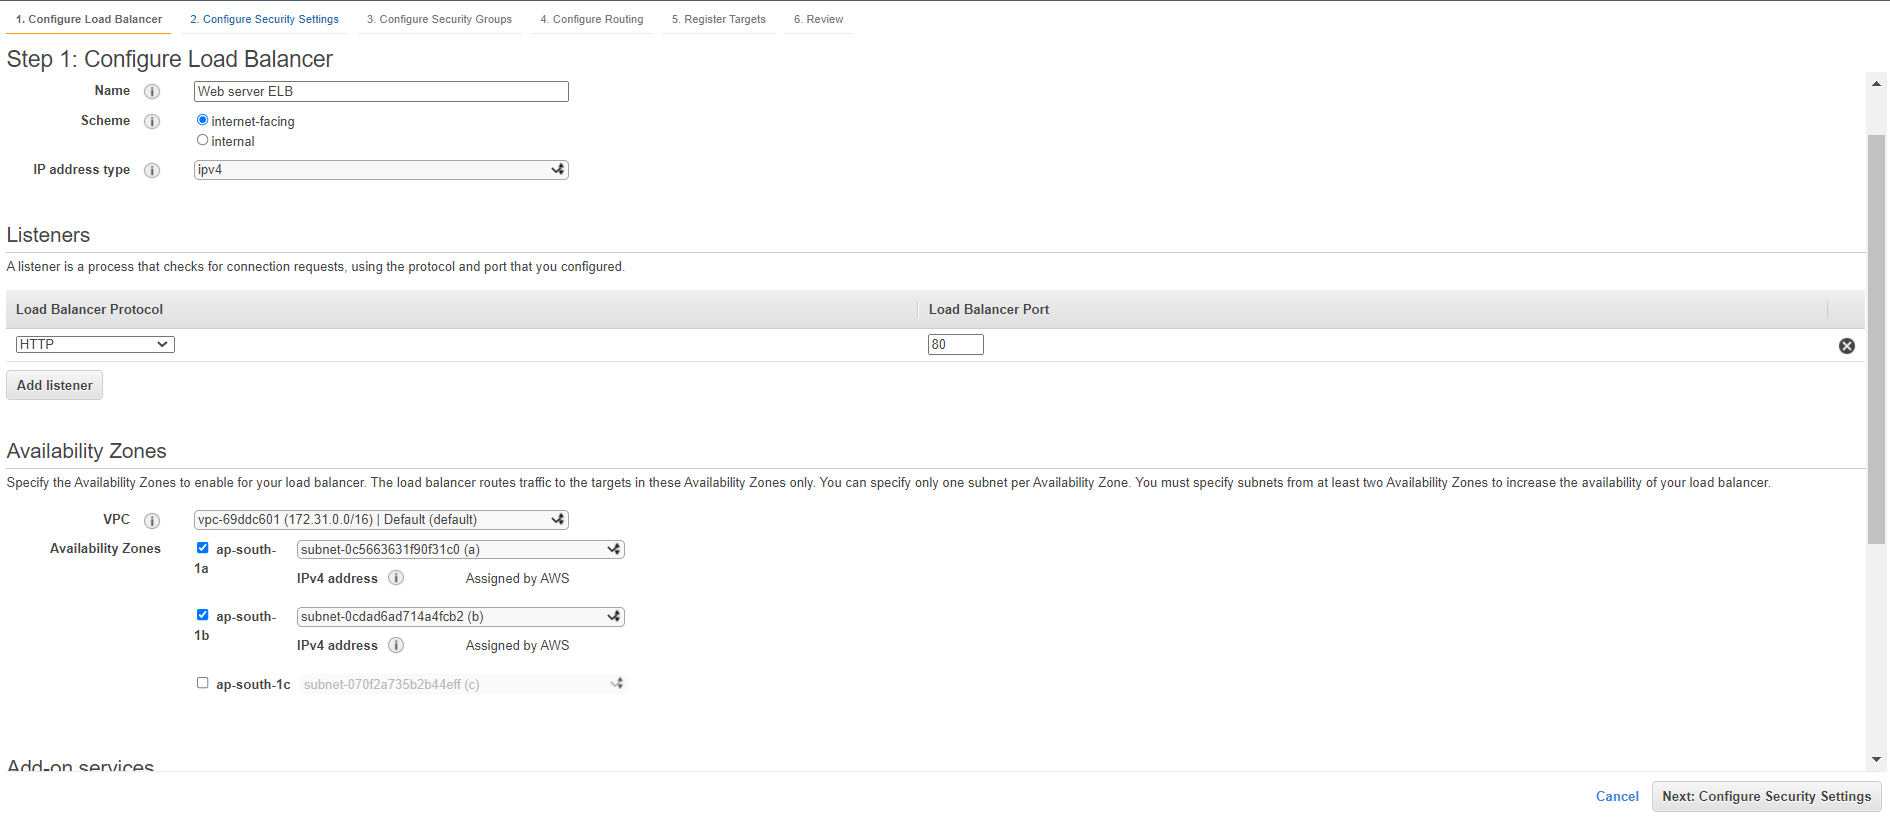 1. Configure Load Balancer 2. Configure Security Settings 3. Configure Security Groups 4. Configure Routing 5. Register Targets 6. Review
Step 1: Configure Load Balancer
Name i Web server ELB
Scheme i internet-facing
internal
IP address type i ipv4
Listeners
A listener is a process that checks for connection requests, using the protocol and port that you configured.
Load Balancer Protocol Load Balancer Port
HTTP 80
Add listener
Availability Zones
Specify the Availability Zones to enable for your load balancer. The load balancer routes traffic to the targets in these Availability Zones only. You can specify only one subnet per Availability Zone. You must specify subnets from at least two Availability Zones to increase the availability of your load balancer.
VPC i vpc-69ddc601 (172.31.0.0/16) | Default (default)
Availability Zones ap-south-1a subnet-0c5663631f90f31c0 (a)
IPv4 address i Assigned by AWS
ap-south-1b subnet-0cdad6ad714a4fcb2 (b)
IPv4 address i Assigned by AWS
ap-south-1c subnet-070f2a735b2b44eff (c)
Add-on services
Cancel Next: Configure Security Settings